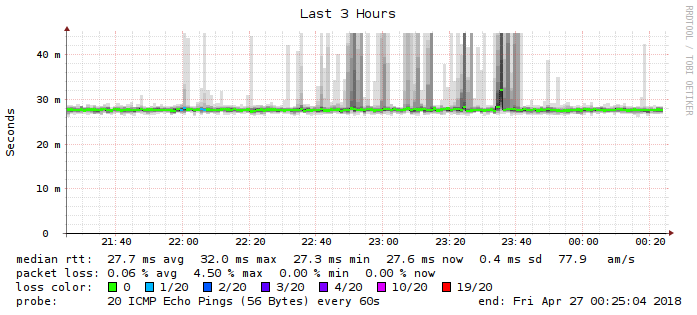 Last 3 Hours
RRDTOOL / TOBI OETIKER
Seconds
40 m
30 m
20 m
10 m
0
21:40 22:00 22:20 22:40 23:00 23:20 23:40 00:00 00:20
median rtt: 27.7 ms avg 32.0 ms max 27.3 ms min 27.6 ms now 0.4 ms sd 77.9 am/s
packet loss: 0.06 % avg 4.50 % max 0.00 % min 0.00 % now
loss color: 0 1/20 2/20 3/20 4/20 10/20 19/20
probe: 20 ICMP Echo Pings (56 Bytes) every 60s end: Fri Apr 27 00:25:04 2018